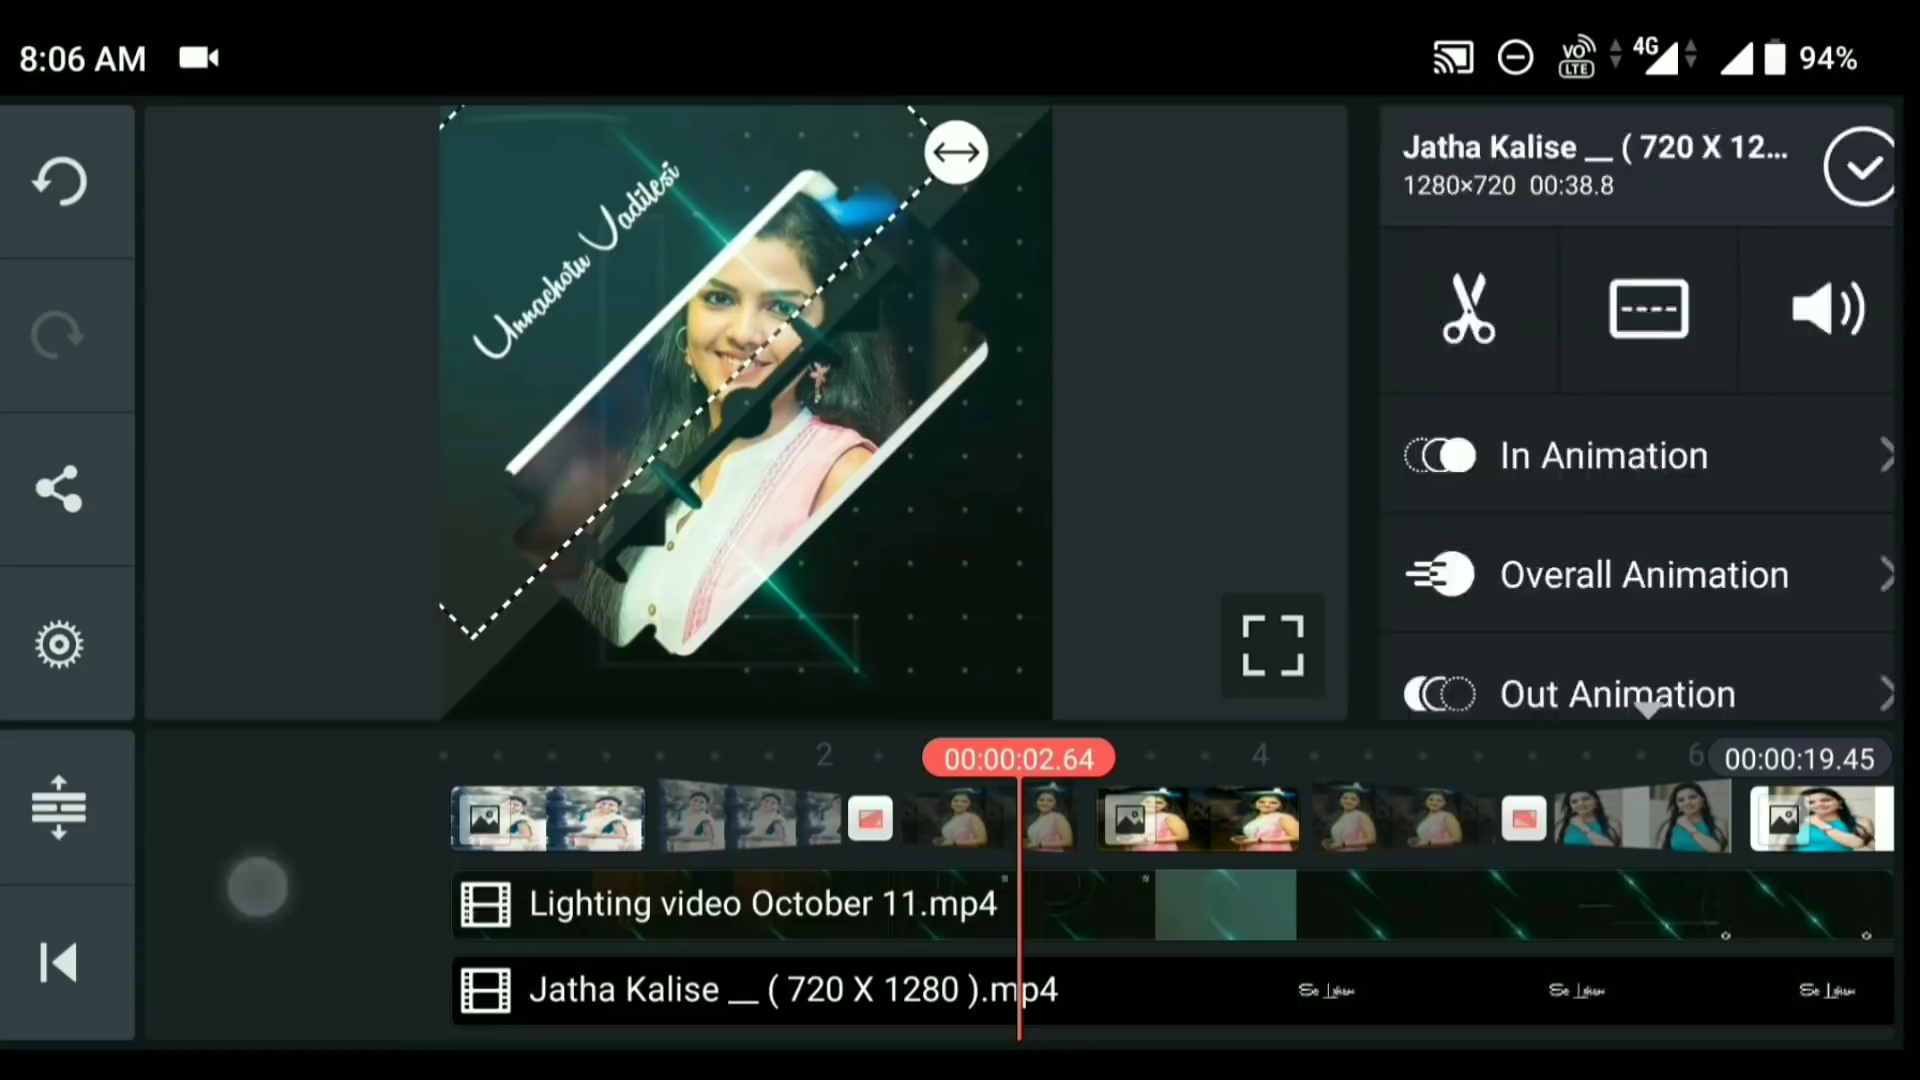 8:06 AM
VO LTE 4G 94%
Unnachotu Vadilesi
Jatha Kalise __ ( 720 X 12...
1280×720 00:38.8
In Animation
Overall Animation
Out Animation
2
00:00:02.64
4
6
00:00:19.45
Lighting video October 11.mp4
Jatha Kalise __ ( 720 X 1280 ).mp4